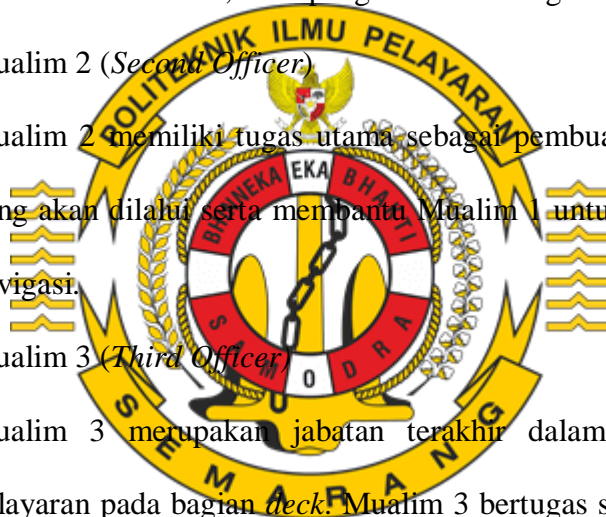 POLITEKNIK ILMU PELAYARAN
ualim 2 (Second Officer)
ualim 2 memiliki tugas utama sebagai pembua
BHINNEKA EKA BHAKTI
ng akan dilalui serta membantu Mualim 1 untu
vigasi.
SAMODRA
ualim 3 (Third Officer)
ualim 3 merupakan jabatan terakhir dalam
SEMARANG
layaran pada bagian deck. Mualim 3 bertugas s